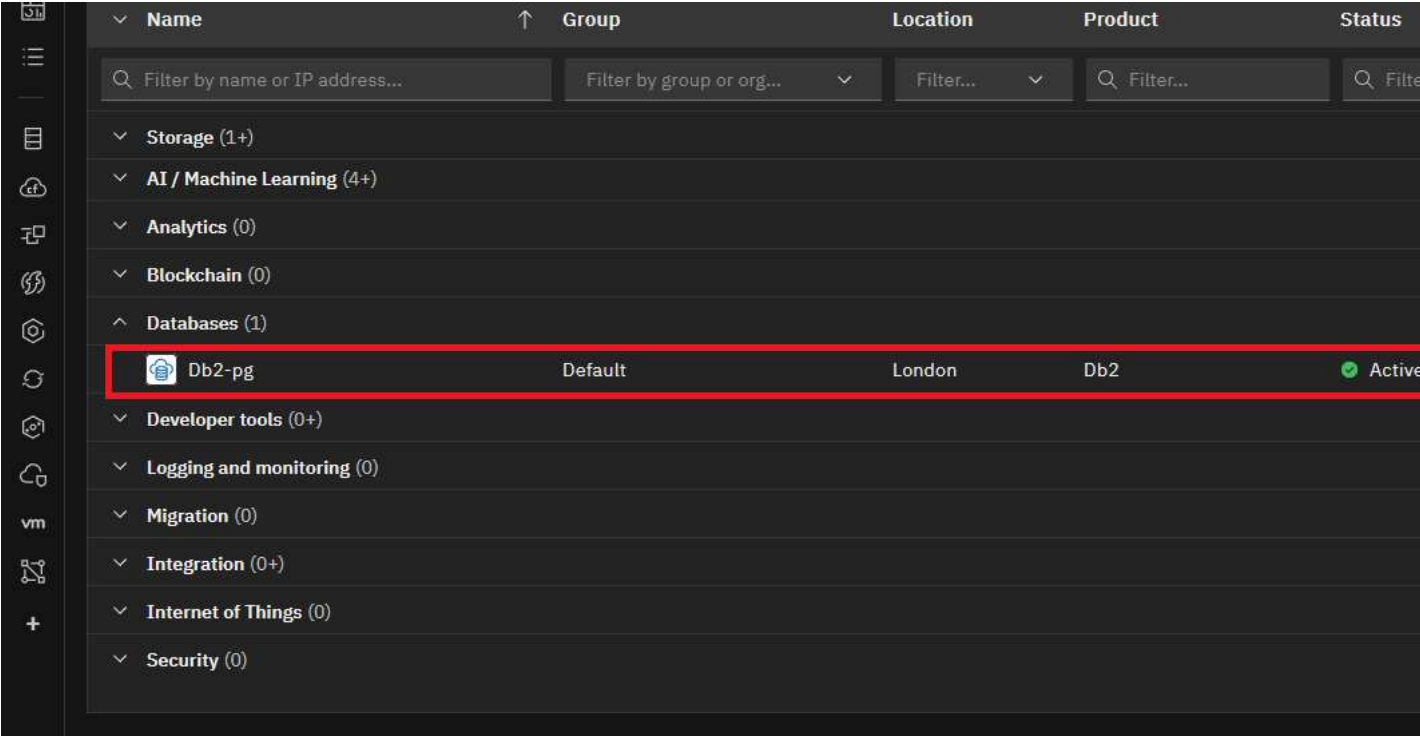 Name Group Location Product Status
Filter by name or IP address... Filter by group or org... Filter... Filter... Filte
Storage (1+)
AI / Machine Learning (4+)
Analytics (0)
Blockchain (0)
Databases (1)
Db2-pg Default London Db2 Active
Developer tools (0+)
Logging and monitoring (0)
Migration (0)
Integration (0+)
Internet of Things (0)
Security (0)
cf
vm